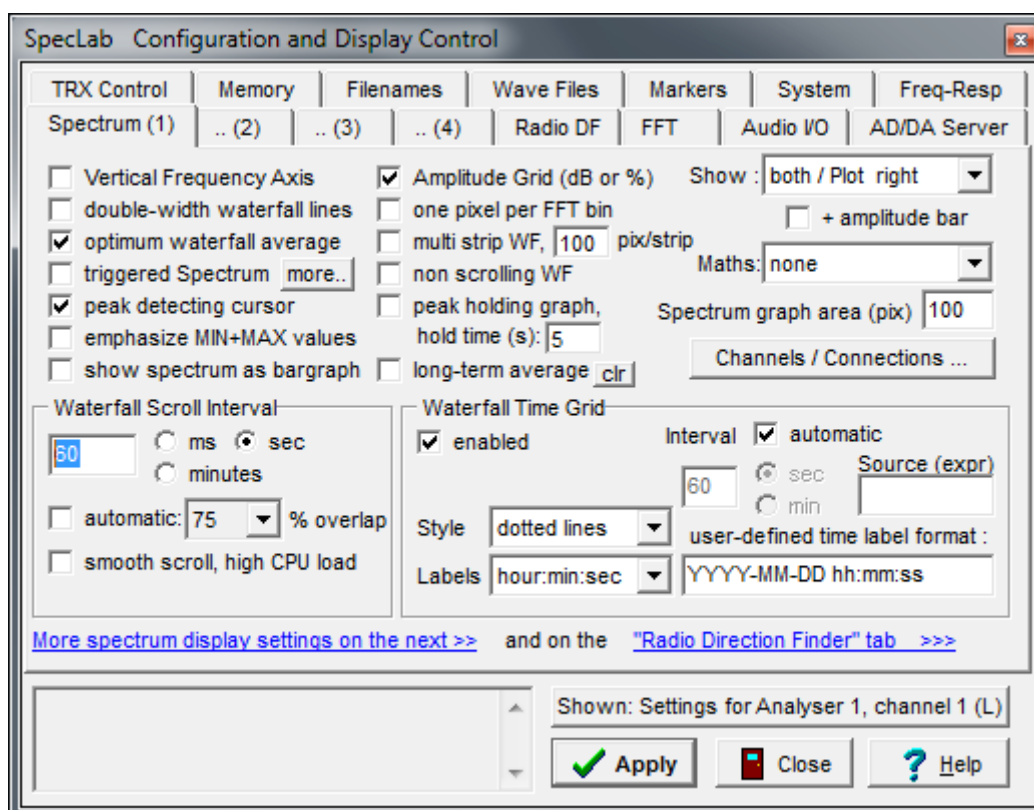 SpecLab   Configuration and Display Control
TRX Control   Memory   Filenames   Wave Files   Markers   System   Freq-Resp
Spectrum (1)   .. (2)   .. (3)   .. (4)   Radio DF   FFT   Audio I/O   AD/DA Server
Vertical Frequency Axis   Amplitude Grid (dB or %)   Show : both / Plot right
double-width waterfall lines   one pixel per FFT bin   + amplitude bar
optimum waterfall average   multi strip WF, 100 pix/strip
triggered Spectrum more..   non scrolling WF   Maths: none
peak detecting cursor   peak holding graph,   Spectrum graph area (pix) 100
emphasize MIN+MAX values   hold time (s): 5
show spectrum as bargraph   long-term average clr   Channels / Connections ...
Waterfall Scroll Interval
60   ms   sec
minutes
automatic: 75 % overlap
smooth scroll, high CPU load
Waterfall Time Grid
enabled   Interval   automatic
60   sec   Source (expr)
min
Style dotted lines   user-defined time label format :
Labels hour:min:sec   YYYY-MM-DD hh:mm:ss
More spectrum display settings on the next >>   and on the   "Radio Direction Finder" tab   >>>
Shown: Settings for Analyser 1, channel 1 (L)
Apply   Close   Help